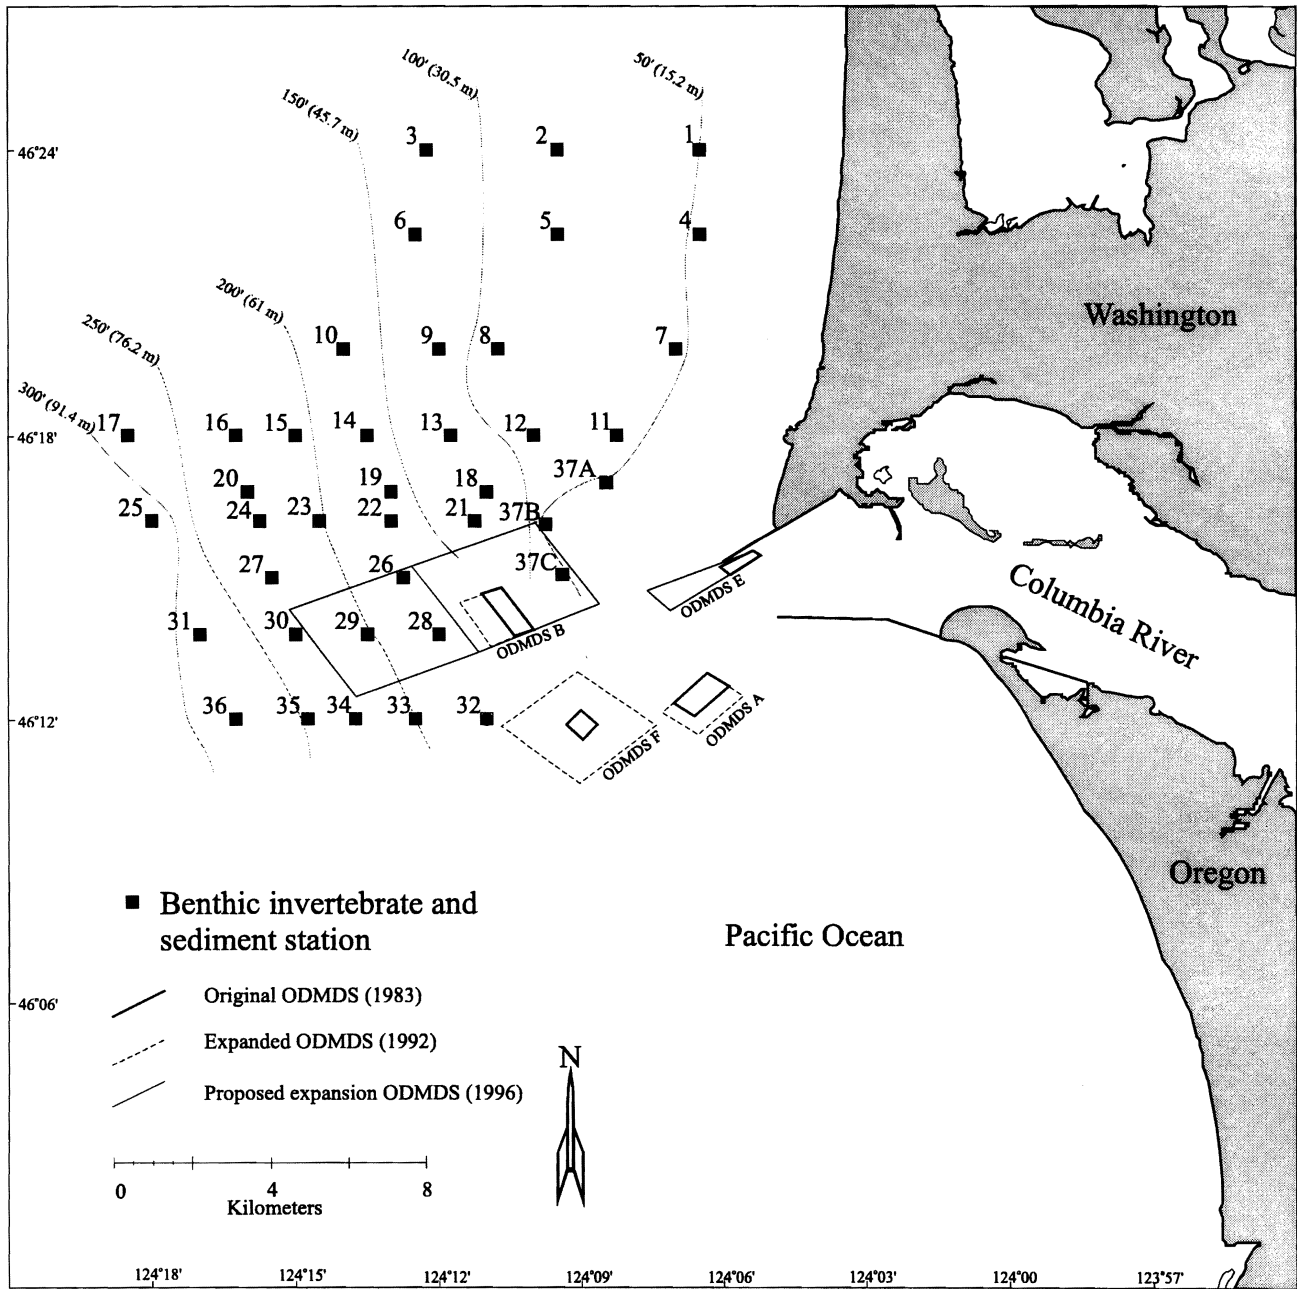 50' (15.2 m)
100' (30.5 m)
150' (45.7 m)
3
2
1
46°24'
6
5
4
200' (61 m)
Washington
250' (76.2 m)
10
9
8
7
300' (91.4 m)
17
16
15
14
13
12
11
46°18'
37A
20
19
18
25
24
23
22
21
37B
27
26
37C
Columbia River
ODMDS E
31
30
29
28
ODMDS B
36
35
34
33
32
46°12'
ODMDS F
ODMDS A
Oregon
Benthic invertebrate and
sediment station
Pacific Ocean
Original ODMDS (1983)
46°06'
Expanded ODMDS (1992)
N
Proposed expansion ODMDS (1996)
0 4 8
Kilometers
124°18' 124°15' 124°12' 124°09' 124°06' 124°03' 124°00 123°57'